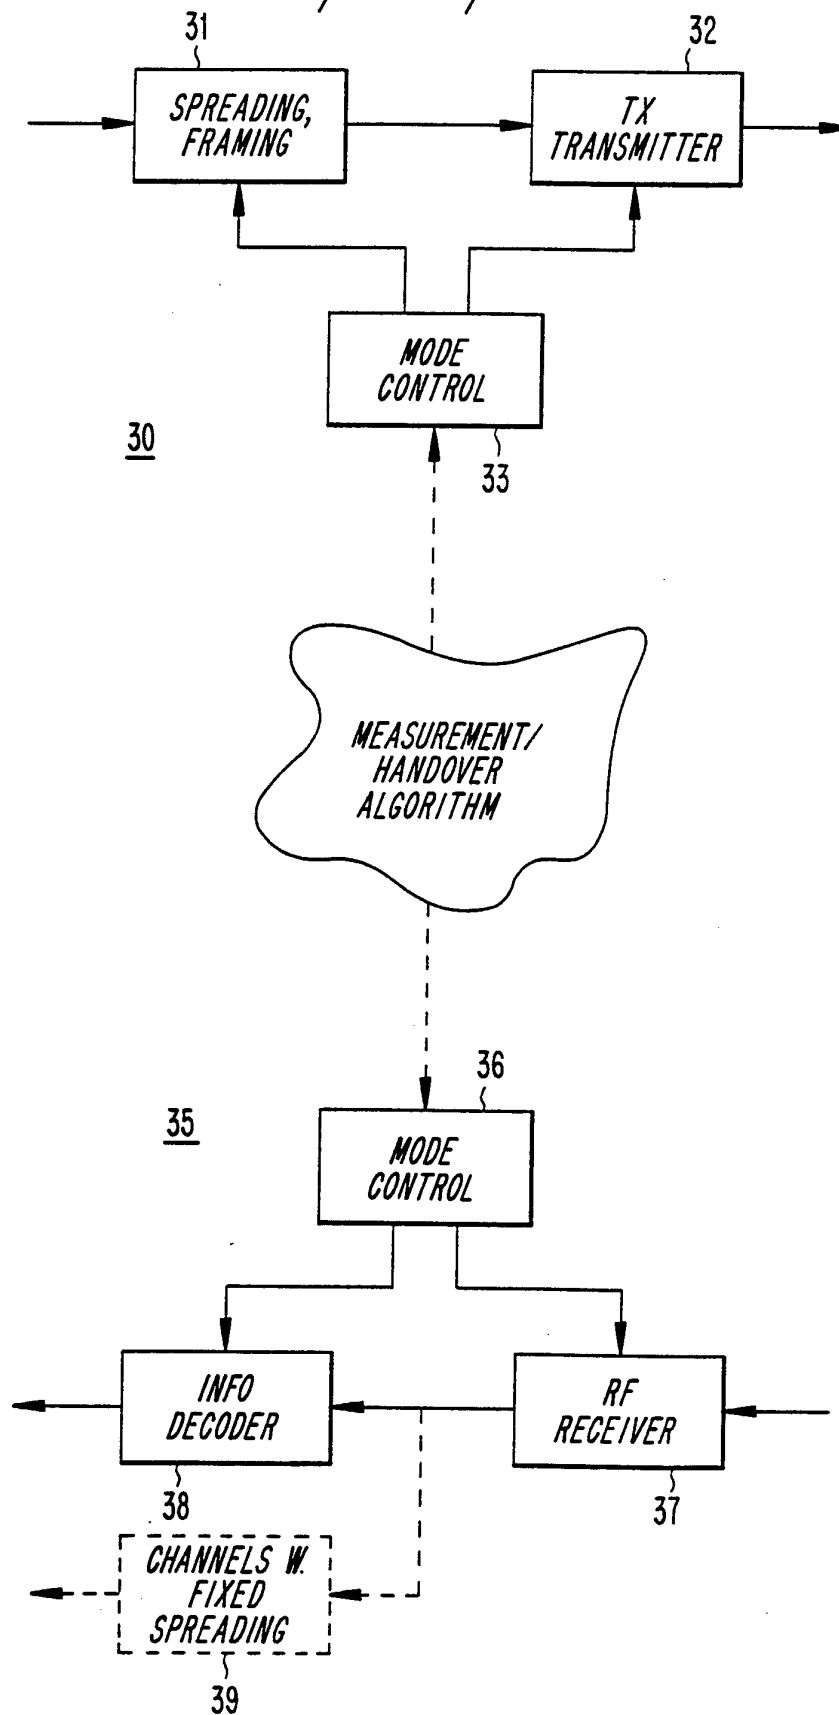 31
32
SPREADING,
FRAMING
TX
TRANSMITTER
MODE
CONTROL
30
33
MEASUREMENT/
HANDOVER
ALGORITHM
36
35
MODE
CONTROL
INFO
DECODER
RF
RECEIVER
38
37
CHANNELS W.
FIXED
SPREADING
39